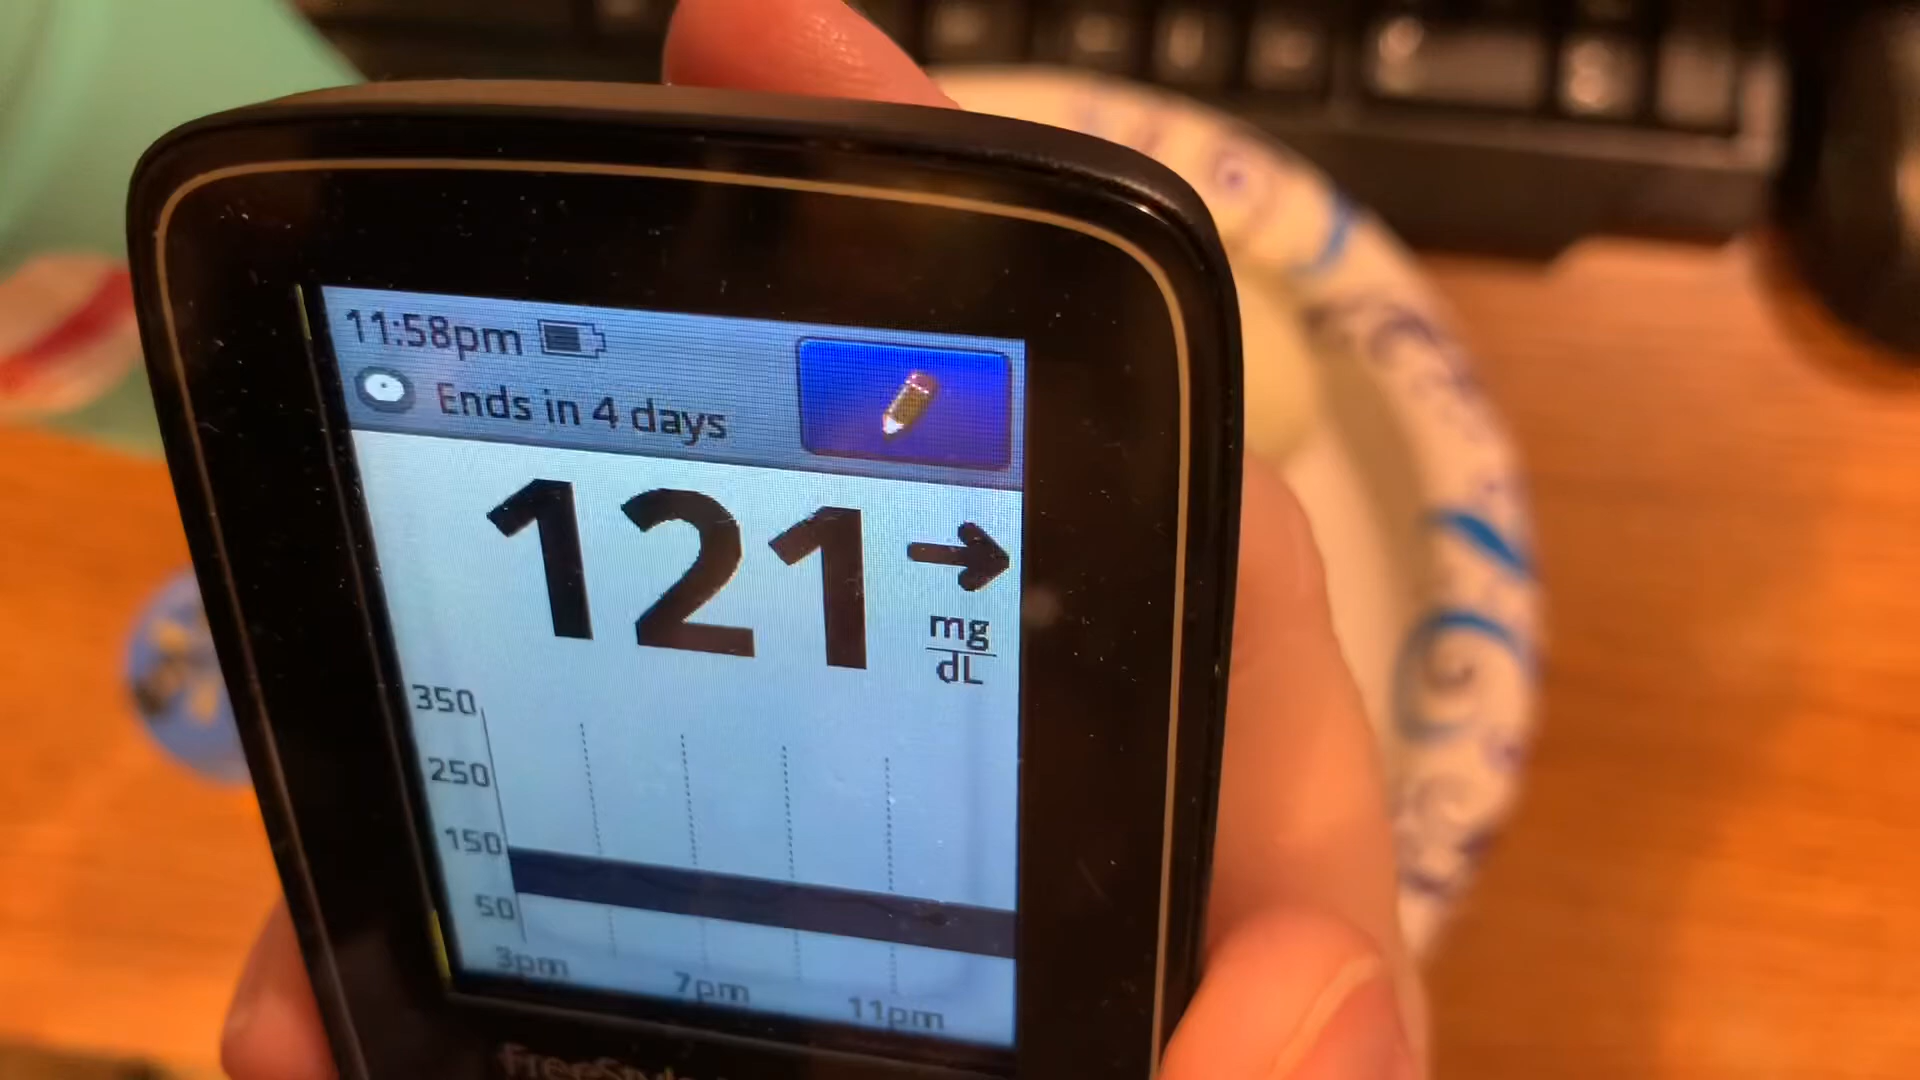 11:58pm
Ends in 4 days
121 →
mg
dL
350
250
150
50
3pm
7pm
11pm